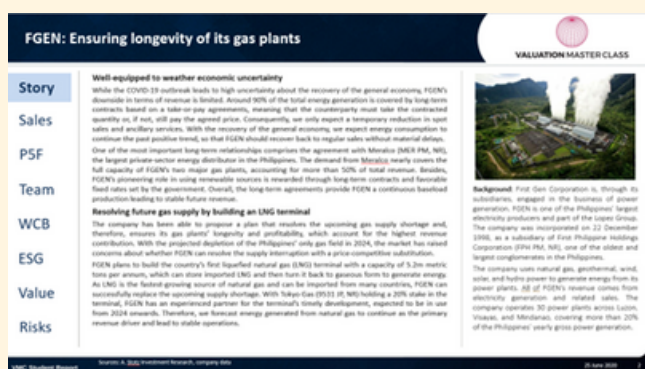 FGEN: Ensuring longevity of its gas plants
VALUATION MASTER CLASS
Story
Sales
P5F
Team
WCB
ESG
Value
Risks
Well-equipped to weather economic uncertainty
While the COVID-19 outbreak leads to high uncertainty about the recovery of the general economy, FGEN's
downside in terms of revenue is limited. Around 90% of the total energy generation is covered by long-term
contracts based on a take-or-pay agreements, meaning that the counterparty must take the contracted
quantity or, if not, still pay the agreed price. Consequently, we only expect a temporary reduction in spot
sales and ancillary services. With the recovery of the general economy, we expect energy consumption to
continue the past positive trend, so that FGEN should recover back to regular sales without material delays.
One of the most important long-term relationships comprises the agreement with Meralco (MER PM, NR),
the largest private-sector energy distributor in the Philippines. The demand from Meralco nearly covers the
full capacity of FGEN's two major gas plants, accounting for more than 50% of total revenue. Besides,
FGEN's pioneering role in using renewable sources is rewarded through long-term contracts and favorable
fixed rates set by the government. Overall, the long-term agreements provide FGEN a continuous baseload
production leading to stable future revenue.
Resolving future gas supply by building an LNG terminal
The company has been able to propose a plan that resolves the upcoming gas supply shortage and,
therefore, ensures its gas plants' longevity and profitability, which account for the highest revenue
contribution. With the projected depletion of the Philippines' only gas field in 2024, the market has raised
concerns about whether FGEN can resolve the supply interruption with a price-competitive substitution.
FGEN plans to build the country's first liquefied natural gas (LNG) terminal with a capacity of 5.2m metric
tons per annum, which can store imported LNG and then turn it back to gaseous form to generate energy.
As LNG is the fastest-growing source of natural gas and can be imported from many countries, FGEN can
successfully replace the upcoming supply shortage. With Tokyo Gas (9531 JP, NR) holding a 20% stake in the
terminal, FGEN has an experienced partner for the terminal's timely development, expected to be in use
from 2024 onwards. Therefore, we forecast energy generated from natural gas to continue as the primary
revenue driver and lead to stable operations.
Background: First Gen Corporation is, through its
subsidiaries, engaged in the business of power
generation. FGEN is one of the Philippines' largest
electricity producers and part of the Lopez Group.
The company was incorporated on 22 December
1998, as a subsidiary of First Philippine Holdings
Corporation (FPH PM, NR), one of the oldest and
largest conglomerates in the Philippines.
The company uses natural gas, geothermal, wind,
solar, and hydro power to generate energy from its
power plants. All of FGEN's revenue comes from
electricity generation and related sales. The
company operates 30 power plants across Luzon,
Visayas, and Mindanao, covering more than 20%
of the Philippines' yearly gross power generation.
VMC Student Report
Sources: A. Stotz Investment Research, company data
25 June 2020
2